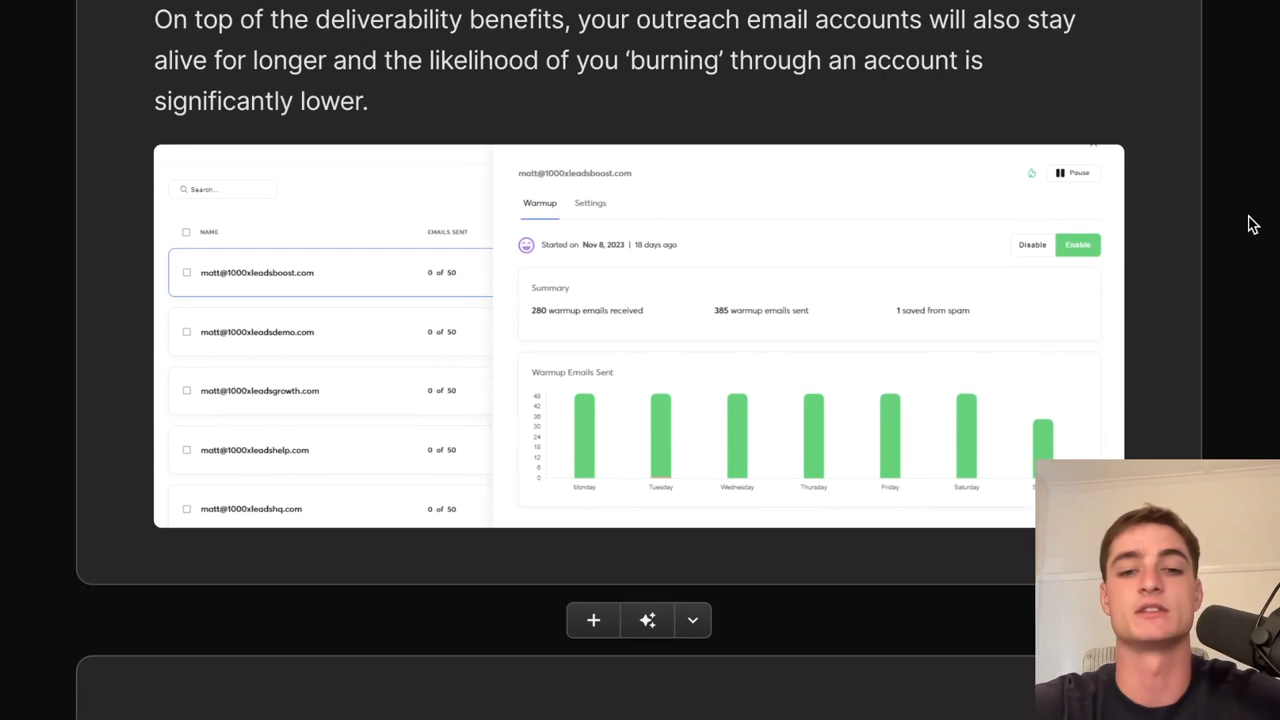 On top of the deliverability benefits, your outreach email accounts will also stay
alive for longer and the likelihood of you ‘burning’ through an account is
significantly lower.
Search...
NAME EMAILS SENT
matt@1000xleadsboost.com 0 of 50
matt@1000xleadsdemo.com 0 of 50
matt@1000xleadsgrowth.com 0 of 50
matt@1000xleadshelp.com 0 of 50
matt@1000xleadshq.com 0 of 50
matt@1000xleadsboost.com Pause
Warmup Settings
Started on Nov 8, 2023 | 18 days ago Disable Enable
Summary
280 warmup emails received 385 warmup emails sent 1 saved from spam
Warmup Emails Sent
48
42
36
30
24
18
12
6
0
Monday Tuesday Wednesday Thursday Friday Saturday